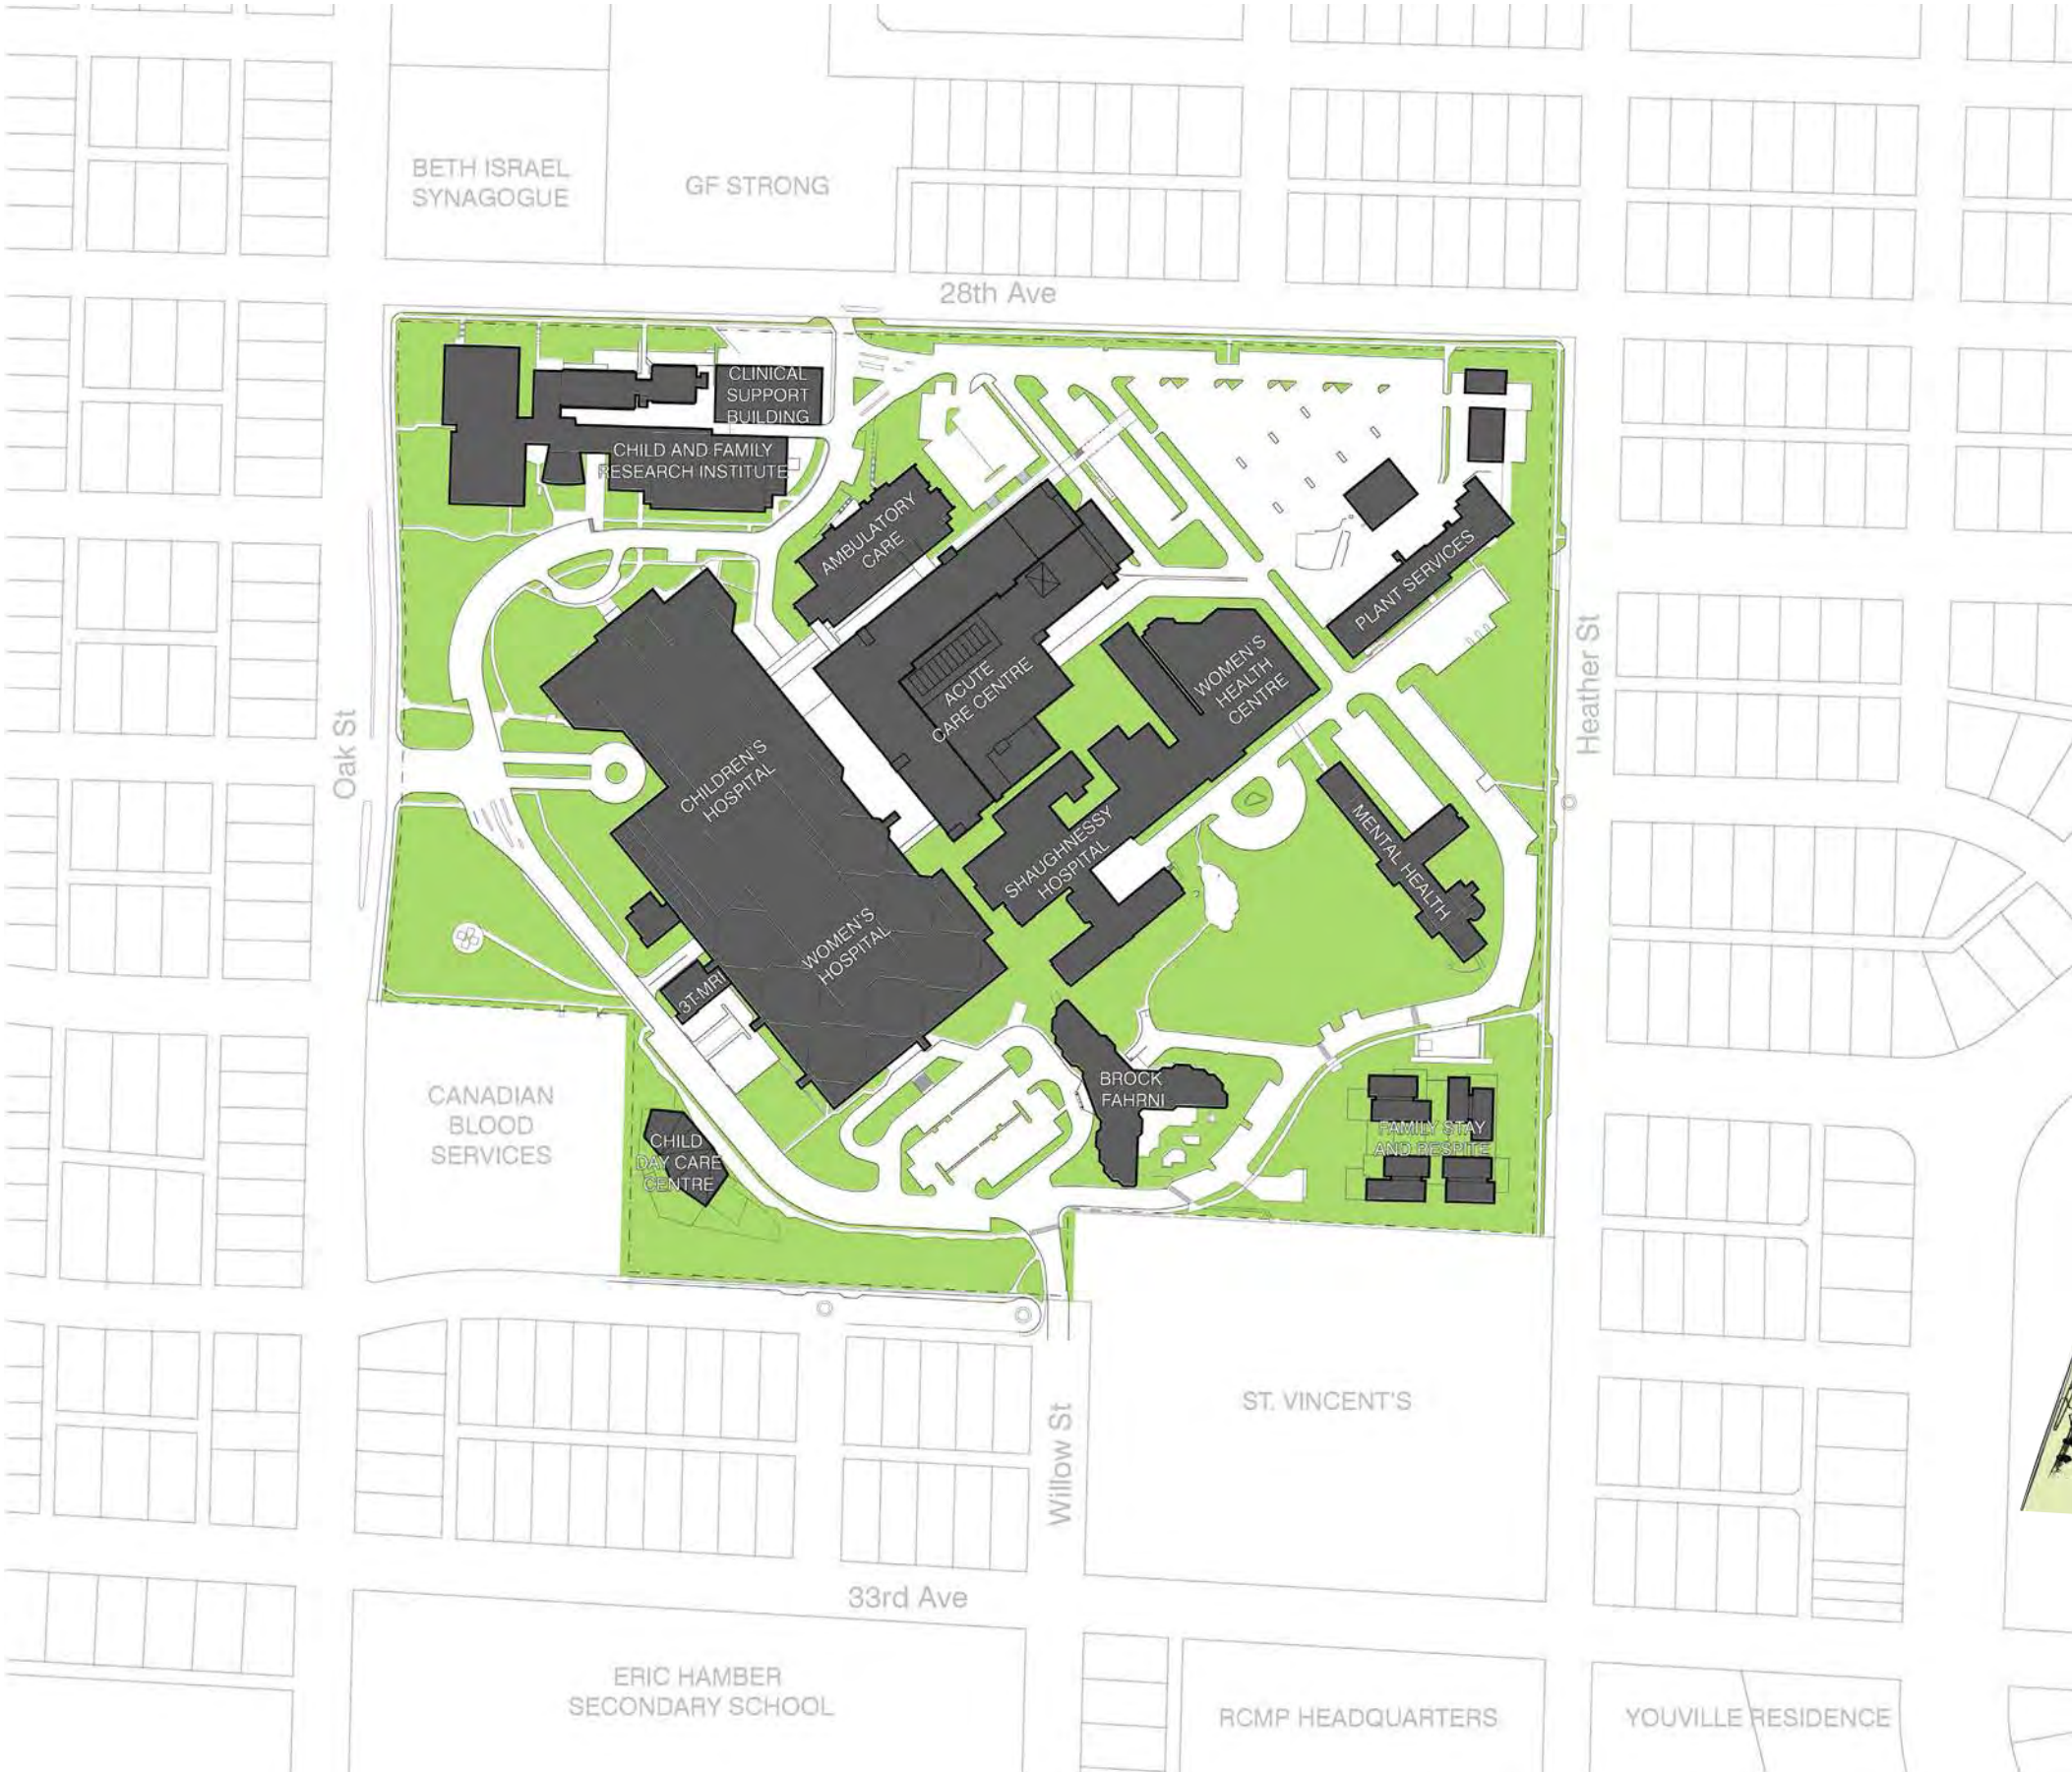 BETH ISRAEL
SYNAGOGUE
GF STRONG
28th Ave
CLINICAL
SUPPORT
BUILDING
CHILD AND FAMILY
RESEARCH INSTITUTE
AMBULATORY
CARE
PLANT SERVICES
ACUTE
CARE CENTRE
WOMEN'S
HEALTH
CENTRE
Oak St
Heather St
CHILDREN'S
HOSPITAL
SHAUGHNESSY
HOSPITAL
MENTAL HEALTH
WOMEN'S
HOSPITAL
3T-MRI
CANADIAN
BLOOD
SERVICES
BROCK
FAHRNI
CHILD
DAY CARE
CENTRE
FAMILY STAY
AND RESPITE
ST. VINCENT'S
Willow St
33rd Ave
ERIC HAMBER
SECONDARY SCHOOL
RCMP HEADQUARTERS
YOUVILLE RESIDENCE